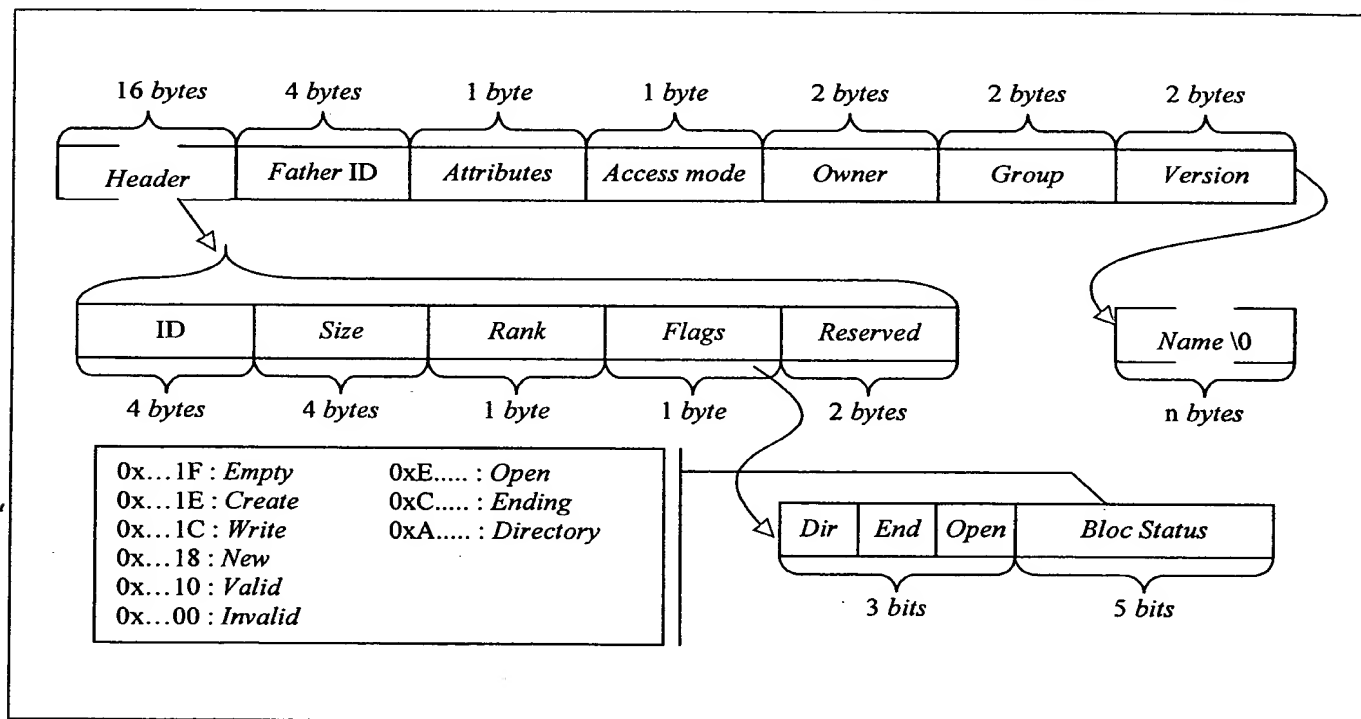 16 bytes 4 bytes 1 byte 1 byte 2 bytes 2 bytes 2 bytes
Header Father ID Attributes Access mode Owner Group Version
ID Size Rank Flags Reserved
Name \0
4 bytes 4 bytes 1 byte 1 byte 2 bytes
n bytes
0x...1F : Empty 0xE..... : Open
0x...1E : Create 0xC..... : Ending
0x...1C : Write 0xA..... : Directory
0x...18 : New
0x...10 : Valid
0x...00 : Invalid
Dir End Open Bloc Status
3 bits 5 bits